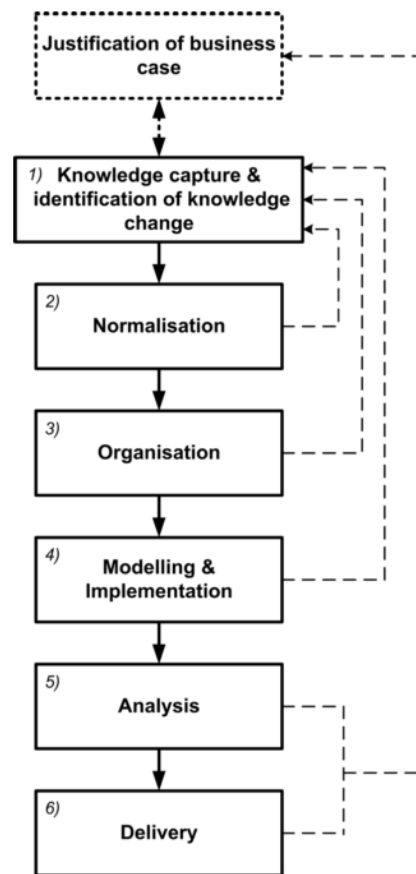 Justification of business
case
1) Knowledge capture &
identification of knowledge
change
2)
Normalisation
3)
Organisation
4)
Modelling &
Implementation
5)
Analysis
6)
Delivery